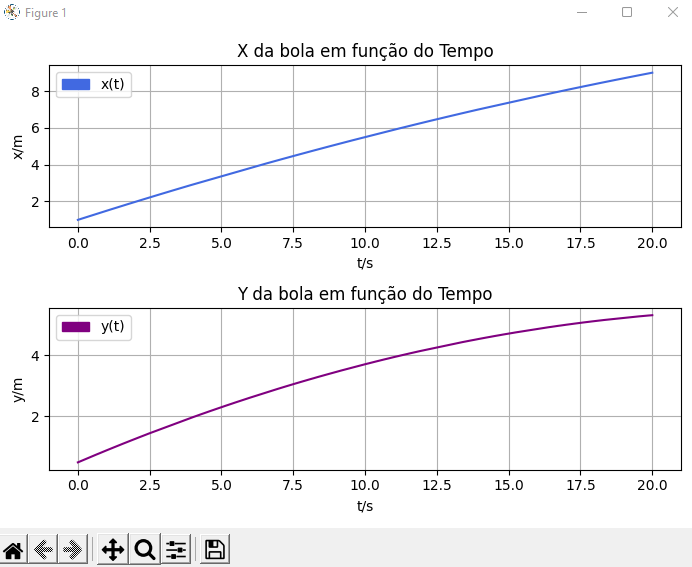 Figure 1
X da bola em função do Tempo
x(t)
x/m
8
6
4
2
0.0 2.5 5.0 7.5 10.0 12.5 15.0 17.5 20.0
t/s
Y da bola em função do Tempo
y(t)
y/m
4
2
0.0 2.5 5.0 7.5 10.0 12.5 15.0 17.5 20.0
t/s